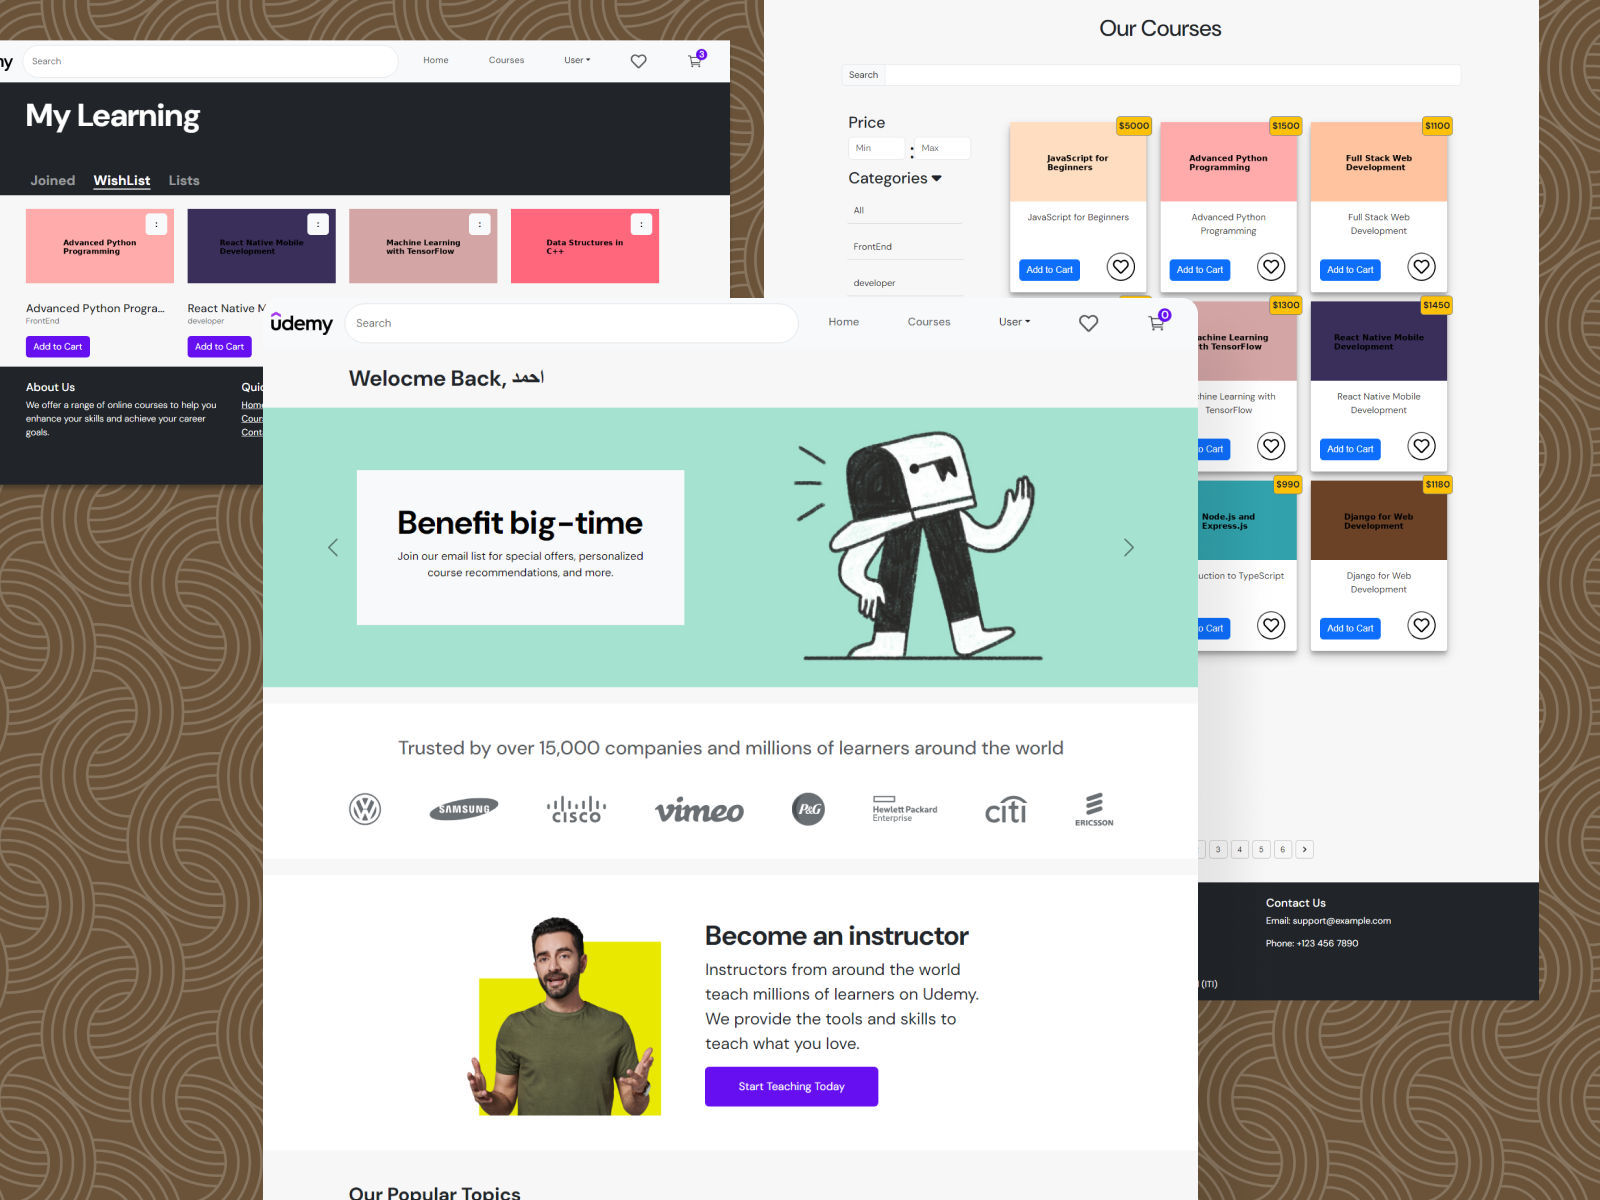 my
Search
Home
Courses
User
3
My Learning
Joined
WishList
Lists
Advanced Python
Programming
React Native Mobile
Development
Machine Learning
with TensorFlow
Data Structures in
C++
Advanced Python Progra...
FrontEnd
Add to Cart
React Native M
developer
Add to Cart
About Us
We offer a range of online courses to help you
enhance your skills and achieve your career
goals.
Our Courses
Search
Price
Min
:
Max
Categories
All
FrontEnd
developer
$5000
JavaScript for
Beginners
JavaScript for Beginners
Add to Cart
$1500
Advanced Python
Programming
Advanced Python
Programming
Add to Cart
$1100
Full Stack Web
Development
Full Stack Web
Development
Add to Cart
$1300
achine Learning
th TensorFlow
hine Learning with
TensorFlow
o Cart
$1450
React Native Mobile
Development
React Native Mobile
Development
Add to Cart
$990
Node.js and
Express.js
uction to TypeScript
o Cart
$1180
Django for Web
Development
Django for Web
Development
Add to Cart
3
4
5
6
Contact Us
Email: support@example.com
Phone: +123 456 7890
(ITI)
udemy
Search
Home
Courses
User
0
Welocme Back, احمد
Benefit big-time
Join our email list for special offers, personalized
course recommendations, and more.
Trusted by over 15,000 companies and millions of learners around the world
SAMSUNG
CISCO
vimeo
P&G
Hewlett Packard
Enterprise
citi
ERICSSON
Become an instructor
Instructors from around the world
teach millions of learners on Udemy.
We provide the tools and skills to
teach what you love.
Start Teaching Today
Our Popular Topics